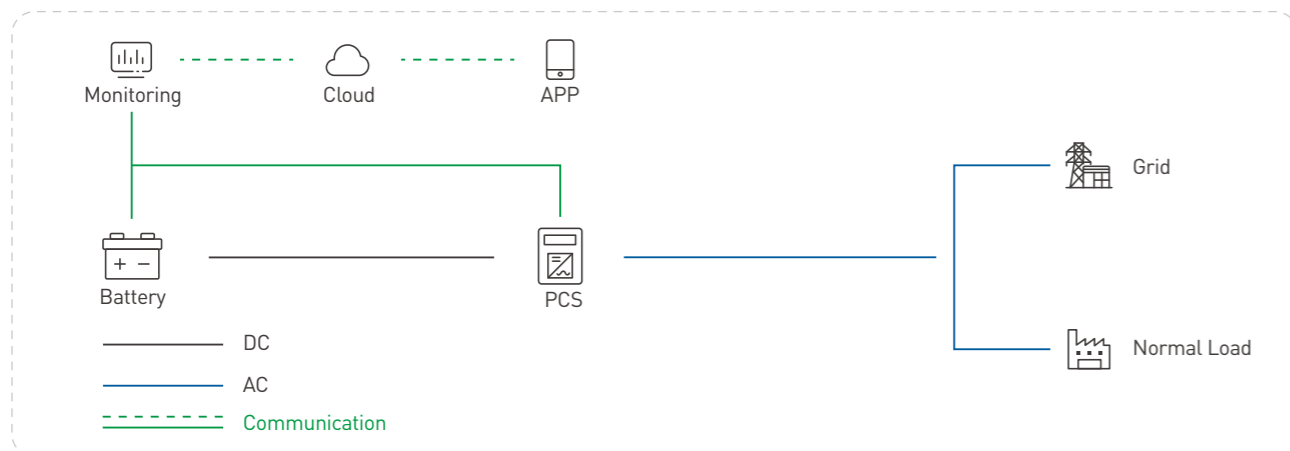 Monitoring
Cloud
APP
Grid
Battery
PCS
Normal Load
DC
AC
Communication